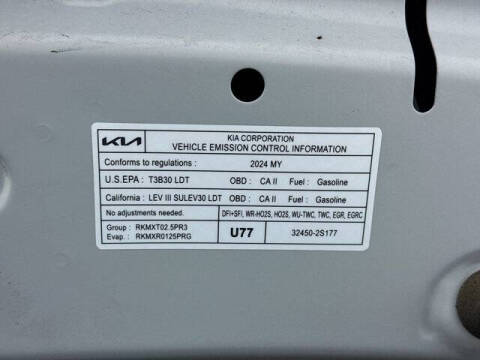 KIA
KIA CORPORATION
VEHICLE EMISSION CONTROL INFORMATION
Conforms to regulations : 2024 MY
U.S.EPA : T3B30 LDT OBD : CA II Fuel : Gasoline
California : LEV III SULEV30 LDT OBD : CA II Fuel : Gasoline
No adjustments needed. DFI+SFI, WR-HO2S, HO2S, WU-TWC, TWC, EGR, EGRC
Group : RKMXT02.5PR3
Evap. : RKMXR0125PRG
U77 32450-2S177